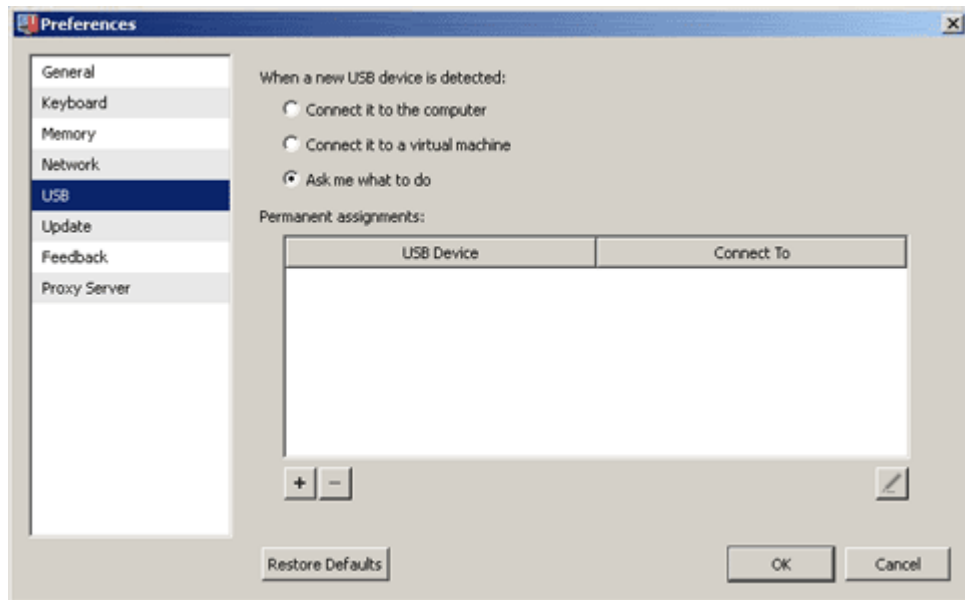 Preferences
General
Keyboard
Memory
Network
USB
Update
Feedback
Proxy Server
When a new USB device is detected:
Connect it to the computer
Connect it to a virtual machine
Ask me what to do
Permanent assignments:
USB Device Connect To
Restore Defaults OK Cancel